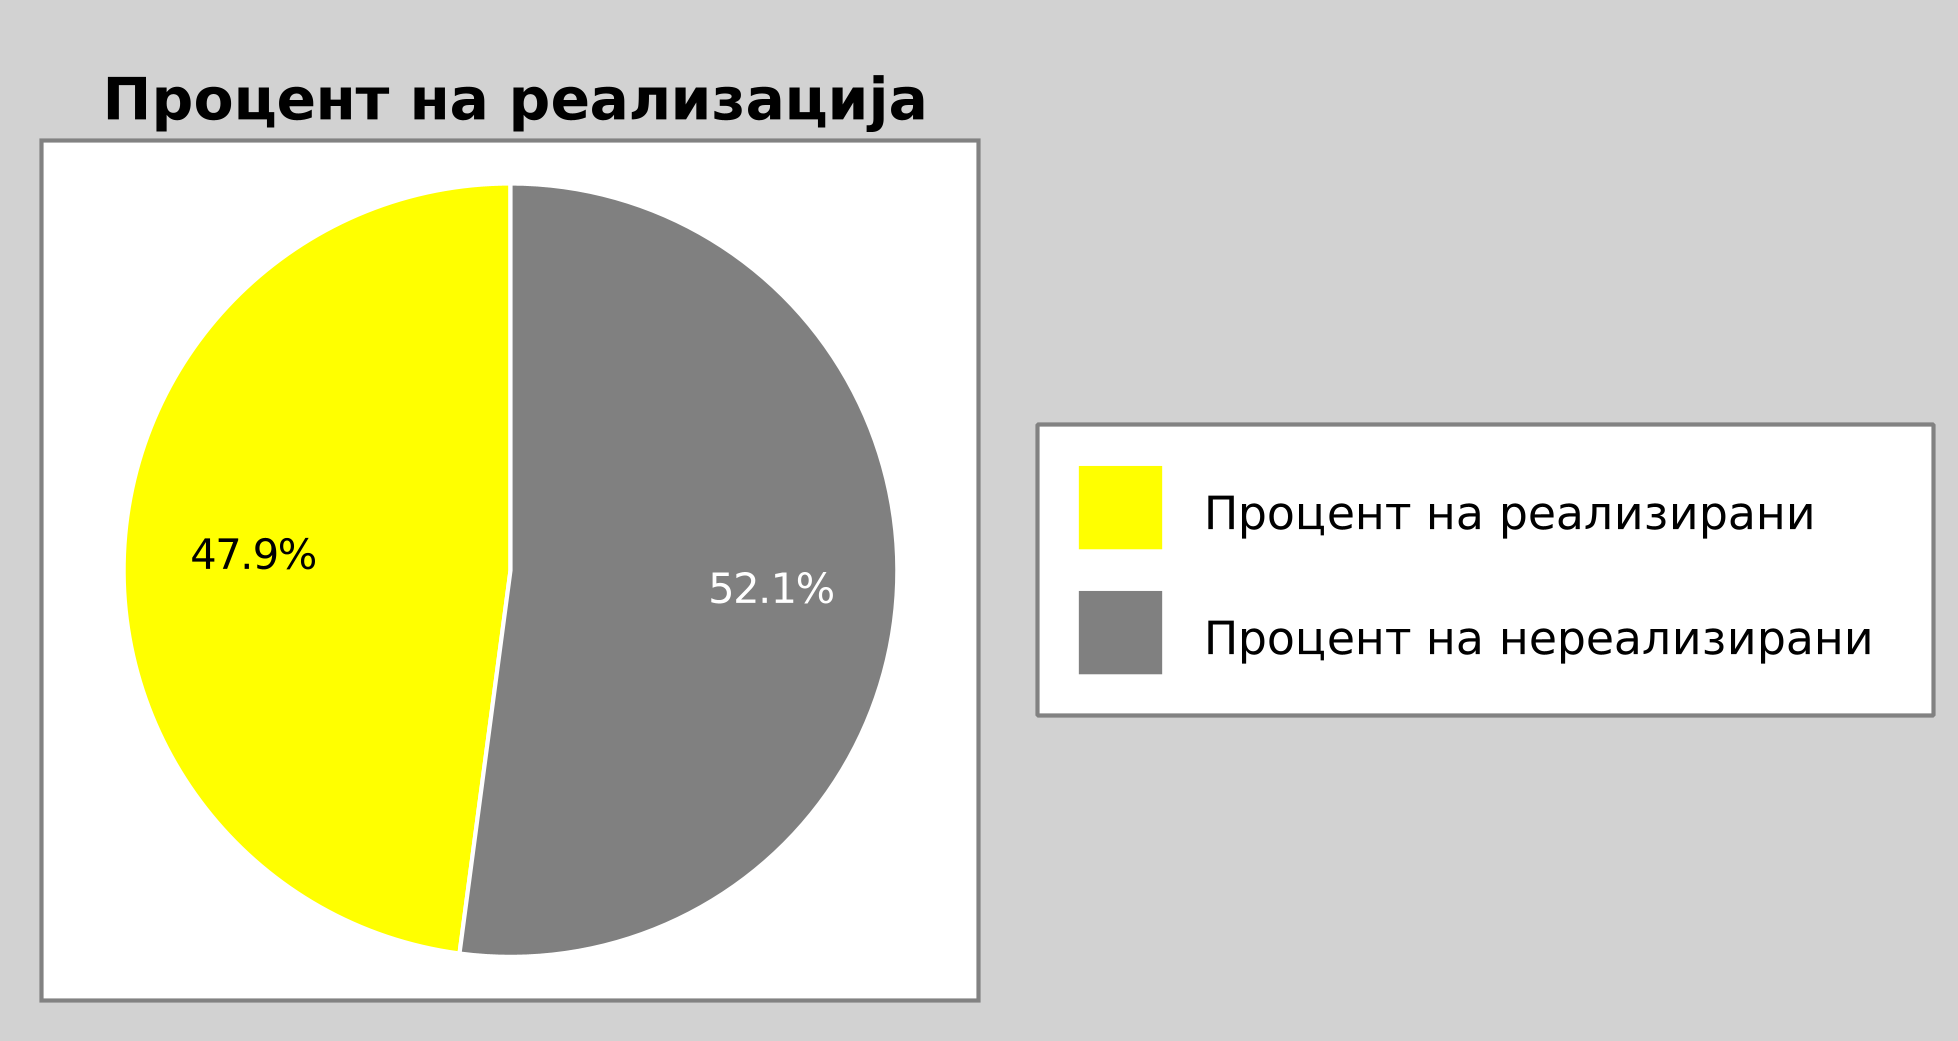 Процент на реализација
47.9%
52.1%
Процент на реализирани
Процент на нереализирани